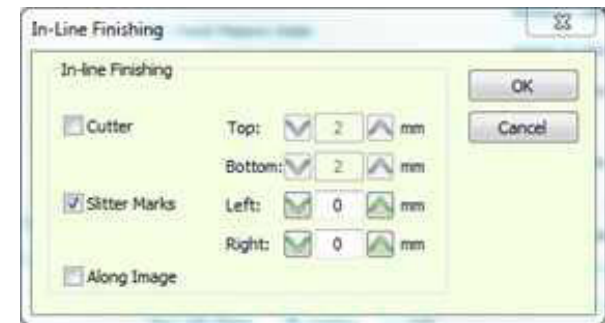 In-Line Finishing
In-line Finishing
OK
Cutter Top: 2 mm Cancel
Bottom: 2 mm
Slitter Marks Left: 0 mm
Right: 0 mm
Along Image